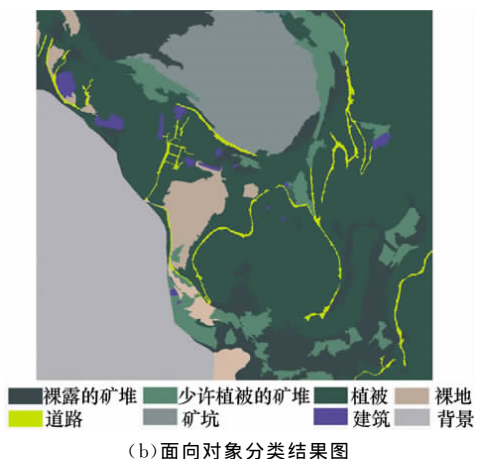 裸露的矿堆 少许植被的矿堆 植被 裸地
道路 矿坑 建筑 背景
(b)面向对象分类结果图